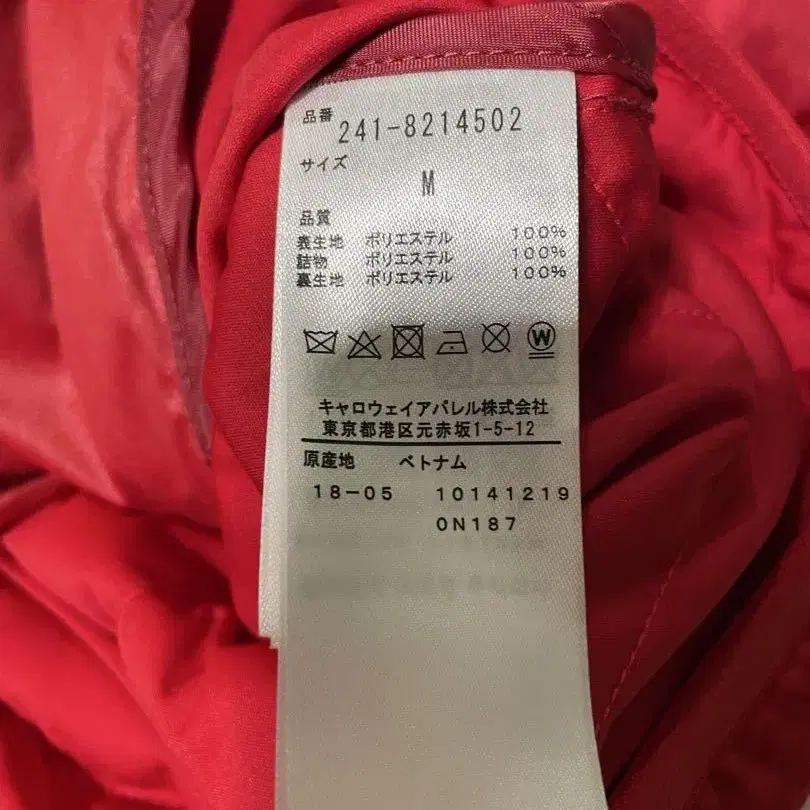 品番 241-8214502
サイズ
M
品質
表生地 ポリエステル 100%
詰物 ポリエステル 100%
裏生地 ポリエステル 100%
W
キャロウェイアパレル株式会社
東京都港区元赤坂1-5-12
原産地 ベトナム
18-05 10141219
0N187